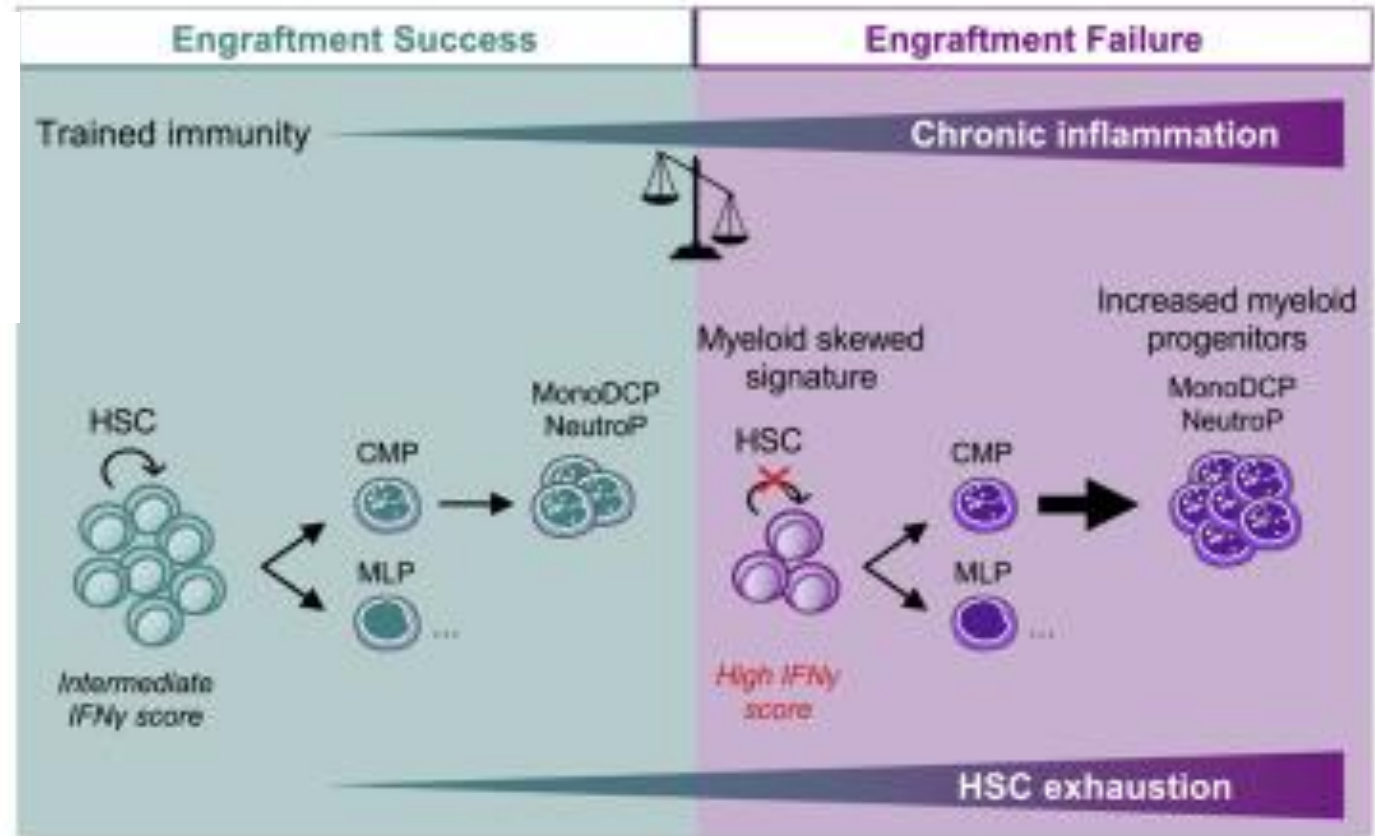 Engraftment Success
Engraftment Failure
Trained immunity
Chronic inflammation
HSC
CMP
MonoDCP
NeutroP
MLP
...
Intermediate
IFNγ score
Myeloid skewed
signature
HSC
CMP
MLP
...
Increased myeloid
progenitors
MonoDCP
NeutroP
High IFNγ
score
HSC exhaustion